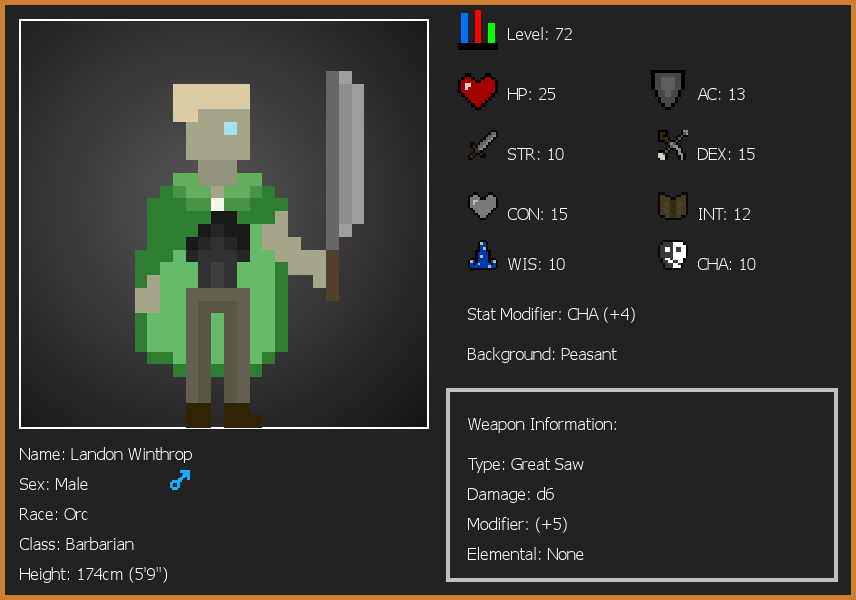 Level: 72
HP: 25
AC: 13
STR: 10
DEX: 15
CON: 15
INT: 12
WIS: 10
CHA: 10
Stat Modifier: CHA (+4)
Background: Peasant
Weapon Information:
Type: Great Saw
Damage: d6
Modifier: (+5)
Elemental: None
Name: Landon Winthrop
Sex: Male
Race: Orc
Class: Barbarian
Height: 174cm (5'9")